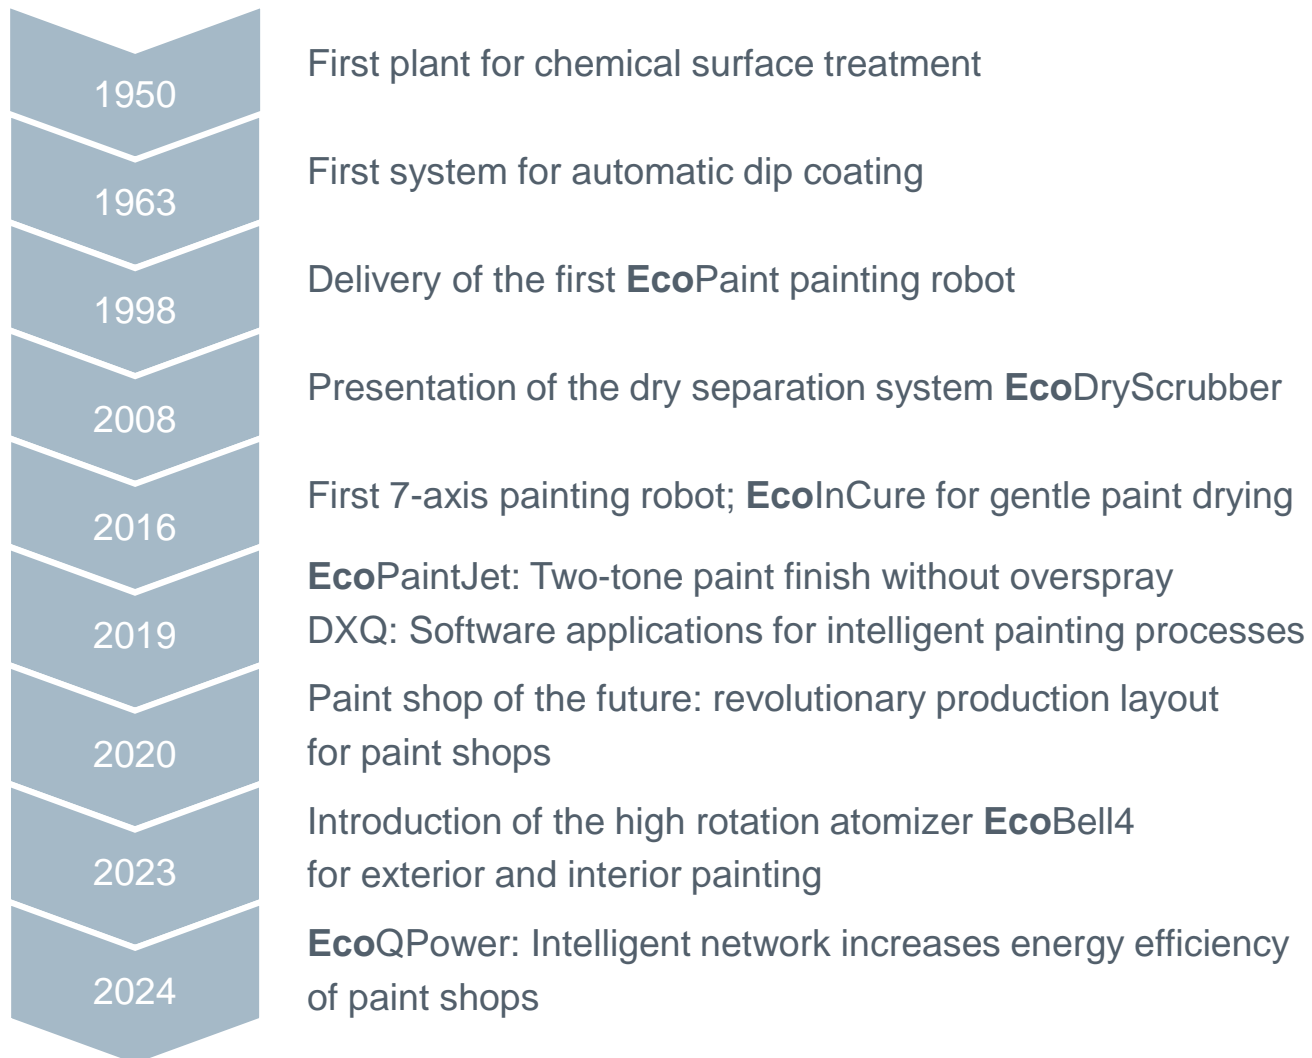 1950
First plant for chemical surface treatment
1963
First system for automatic dip coating
1998
Delivery of the first EcoPaint painting robot
2008
Presentation of the dry separation system EcoDryScrubber
2016
First 7-axis painting robot; EcoInCure for gentle paint drying
2019
EcoPaintJet: Two-tone paint finish without overspray
DXQ: Software applications for intelligent painting processes
2020
Paint shop of the future: revolutionary production layout
for paint shops
2023
Introduction of the high rotation atomizer EcoBell4
for exterior and interior painting
2024
EcoQPower: Intelligent network increases energy efficiency
of paint shops